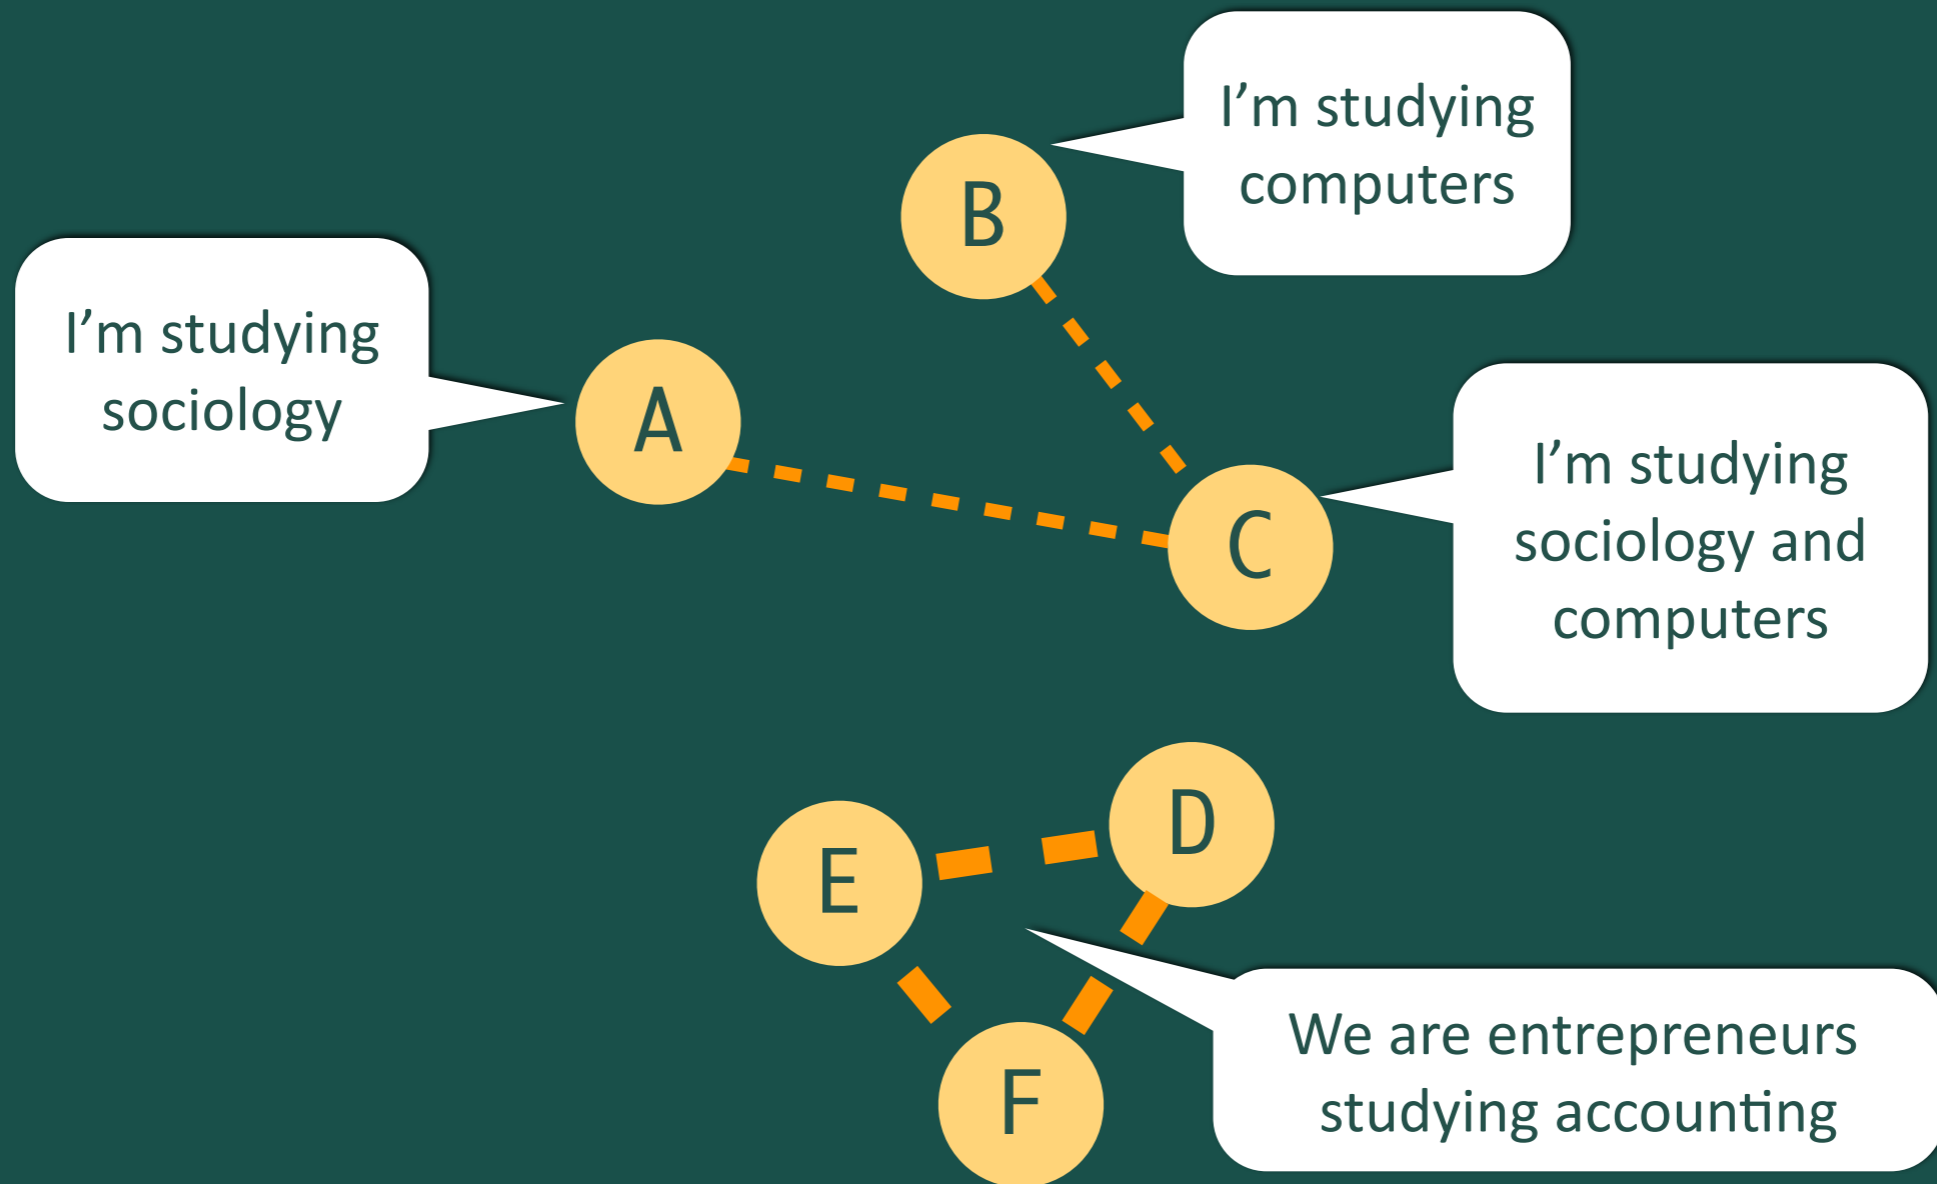 I’m studying
computers
B
I’m studying
sociology
A
I’m studying
sociology and
computers
C
D
E
F
We are entrepreneurs
studying accounting